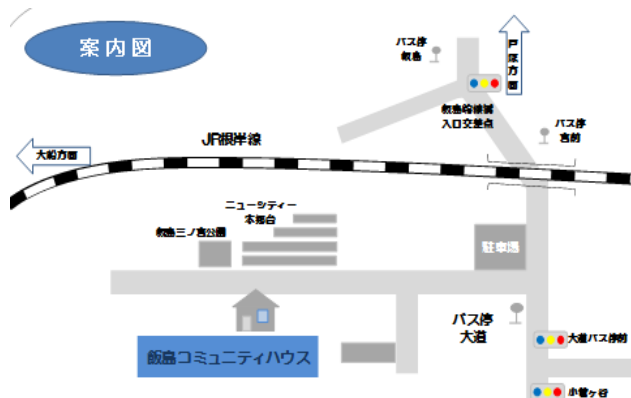 案内図
バス停
飯島
戸塚方面
飯島跨線橋
入口交差点
バス停
宮前
大船方面
JR根岸線
ニューシティー
本郷台
飯島三ノ宮公園
駐車場
バス停
大道
大道バス停前
飯島コミュニティハウス
小菅ヶ谷